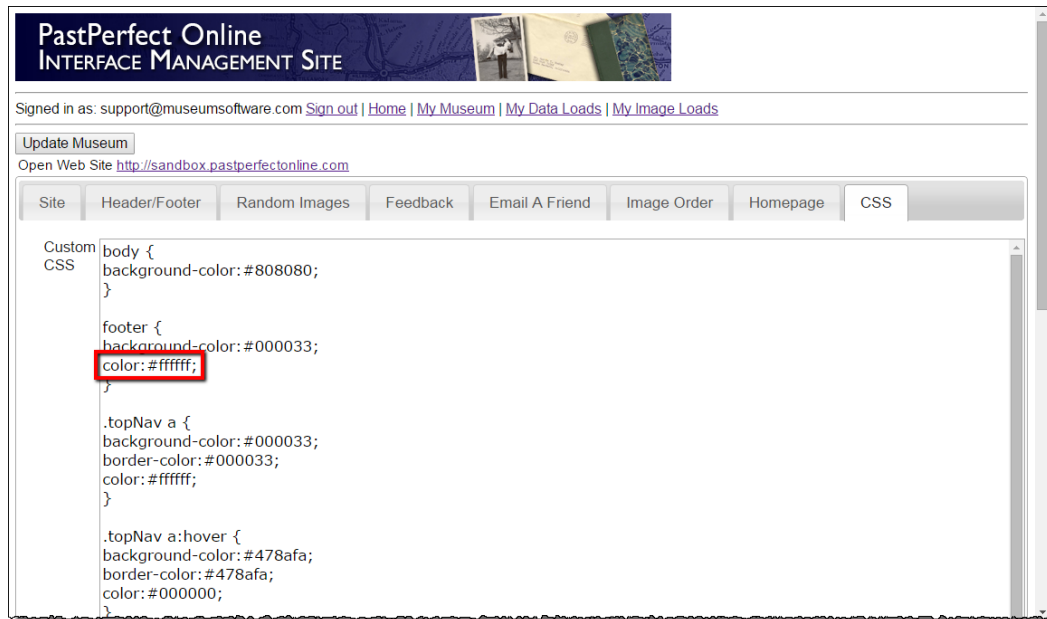 PastPerfect Online
INTERFACE MANAGEMENT SITE
Signed in as: support@museumsoftware.com Sign out | Home | My Museum | My Data Loads | My Image Loads
Update Museum
Open Web Site http://sandbox.pastperfectonline.com
Site Header/Footer Random Images Feedback Email A Friend Image Order Homepage CSS
Custom CSS
body {
background-color:#808080;
}
footer {
background-color:#000033;
color:#ffffff;
}
.topNav a {
background-color:#000033;
border-color:#000033;
color:#ffffff;
}
.topNav a:hover {
background-color:#478afa;
border-color:#478afa;
color:#000000;
}